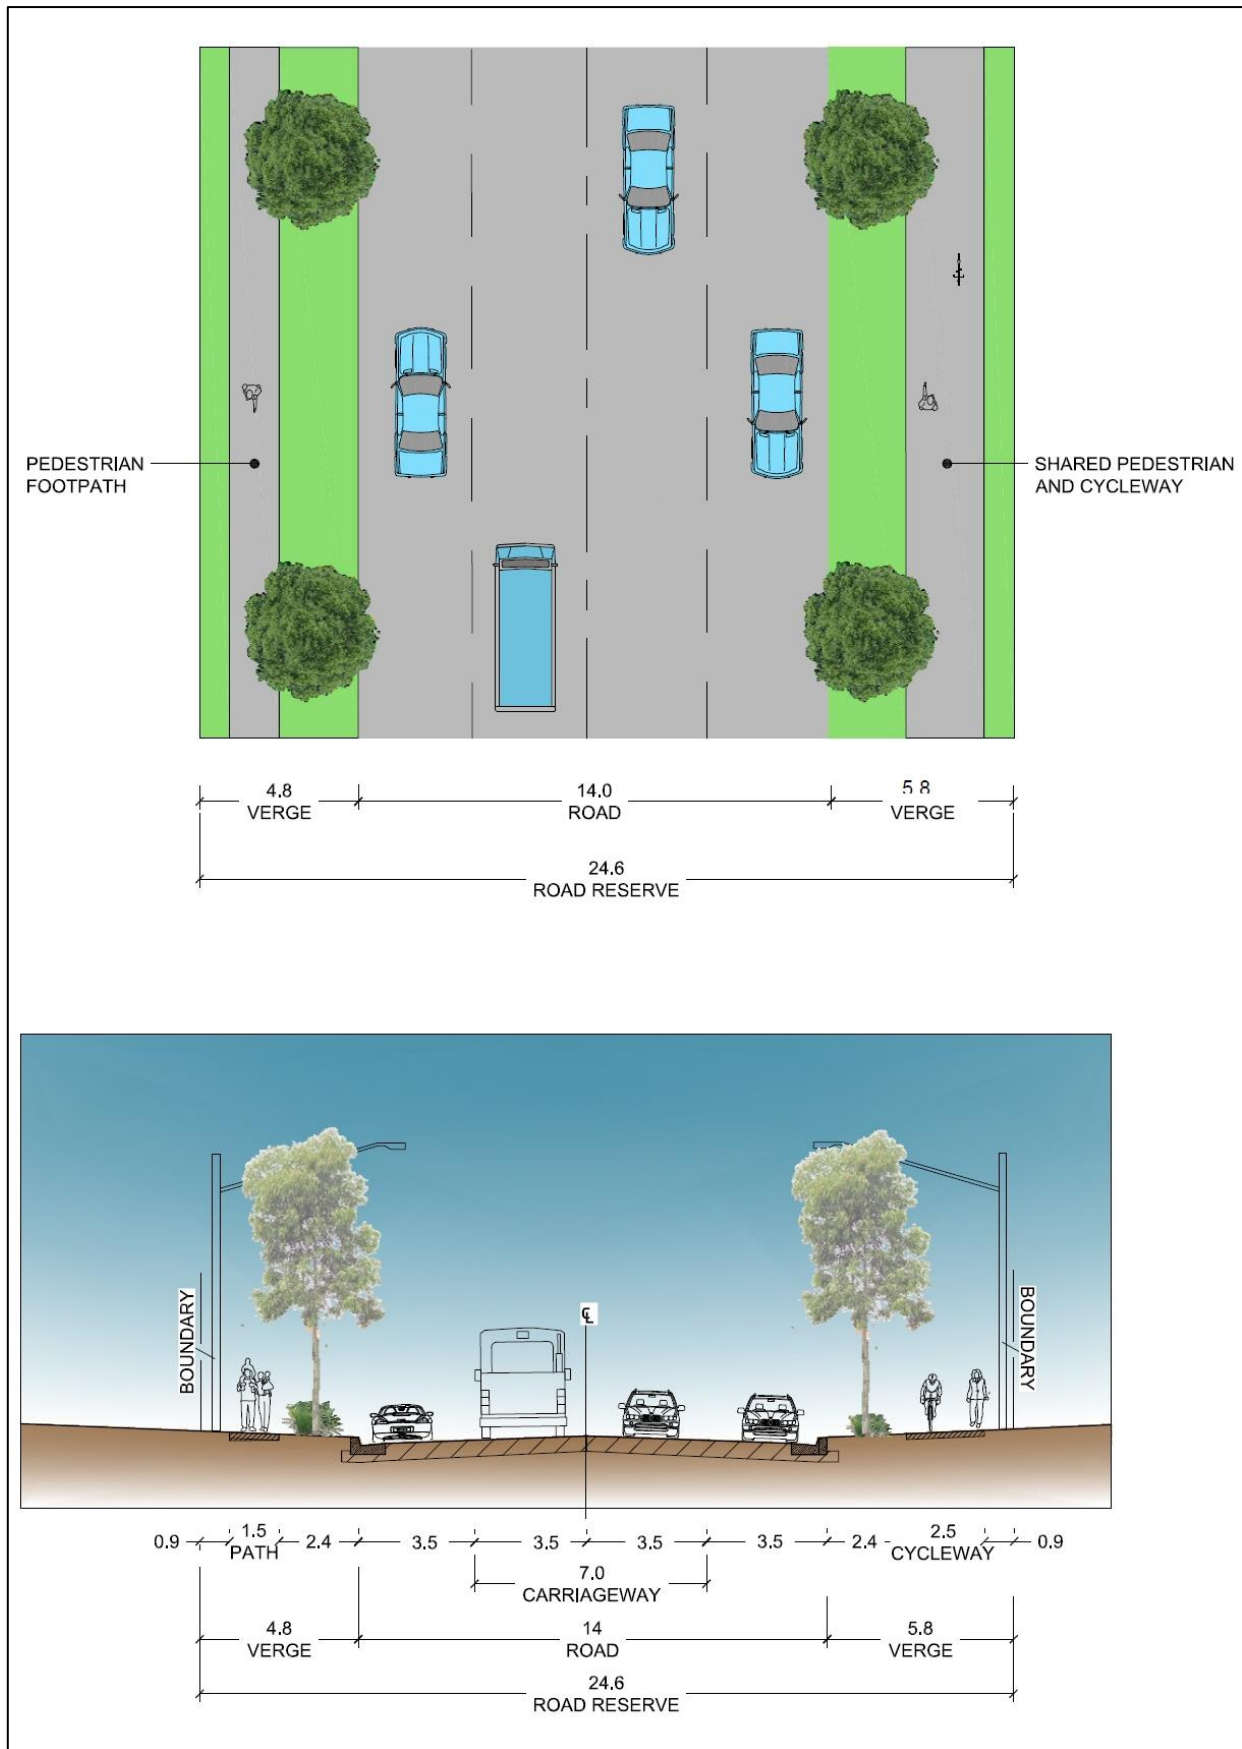 PEDESTRIAN
FOOTPATH
SHARED PEDESTRIAN
AND CYCLEWAY
4.8
VERGE
14.0
ROAD
5.8
VERGE
24.6
ROAD RESERVE
BOUNDARY
℄
BOUNDARY
0.9
1.5
PATH
2.4
3.5
3.5
3.5
3.5
2.4
2.5
CYCLEWAY
0.9
7.0
CARRIAGEWAY
4.8
VERGE
14
ROAD
5.8
VERGE
24.6
ROAD RESERVE